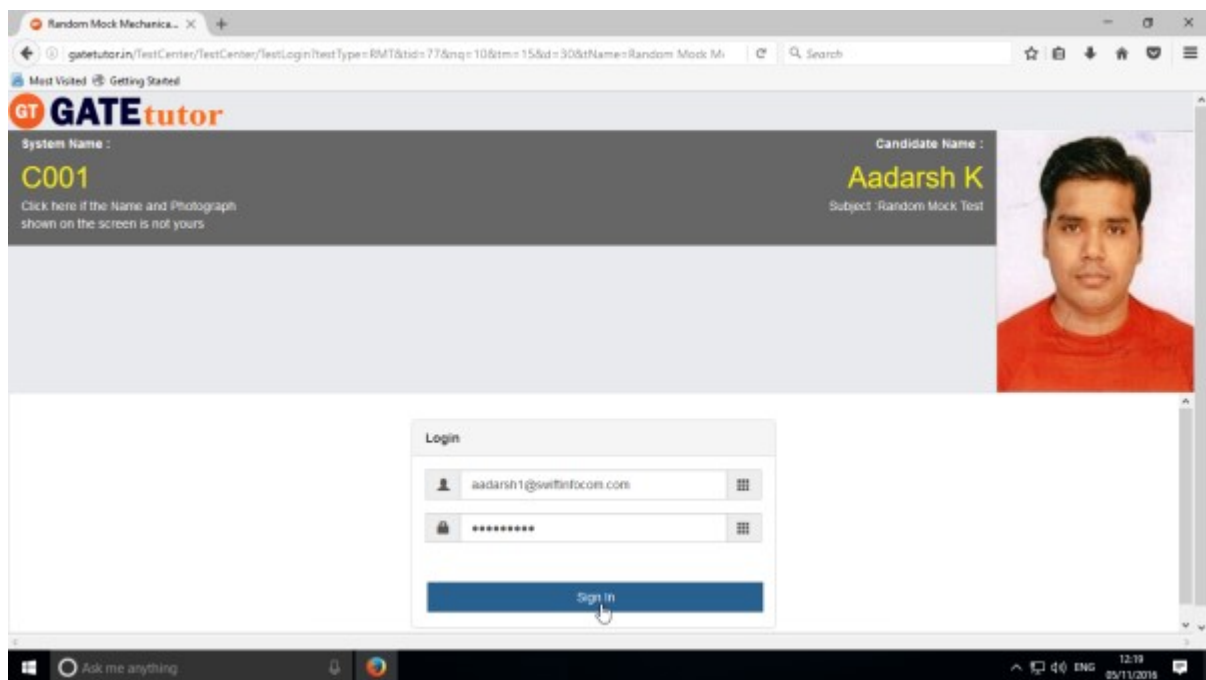 Random Mock Mechanica...
gatetutor.in/TestCenter/TestCenter/TestLogin?testType=RMT&tid=77&nq=10&tm=15&d=30&tName=Random Mock M
Search
Most Visited
Getting Started
GT GATEtutor
System Name :
Candidate Name :
C001
Aadarsh K
Click here if the Name and Photograph
shown on the screen is not yours
Subject :Random Mock Test
Login
aadarsh1@swiftinfocom.com
Sign In
Ask me anything
ENG
12:19
05/11/2016